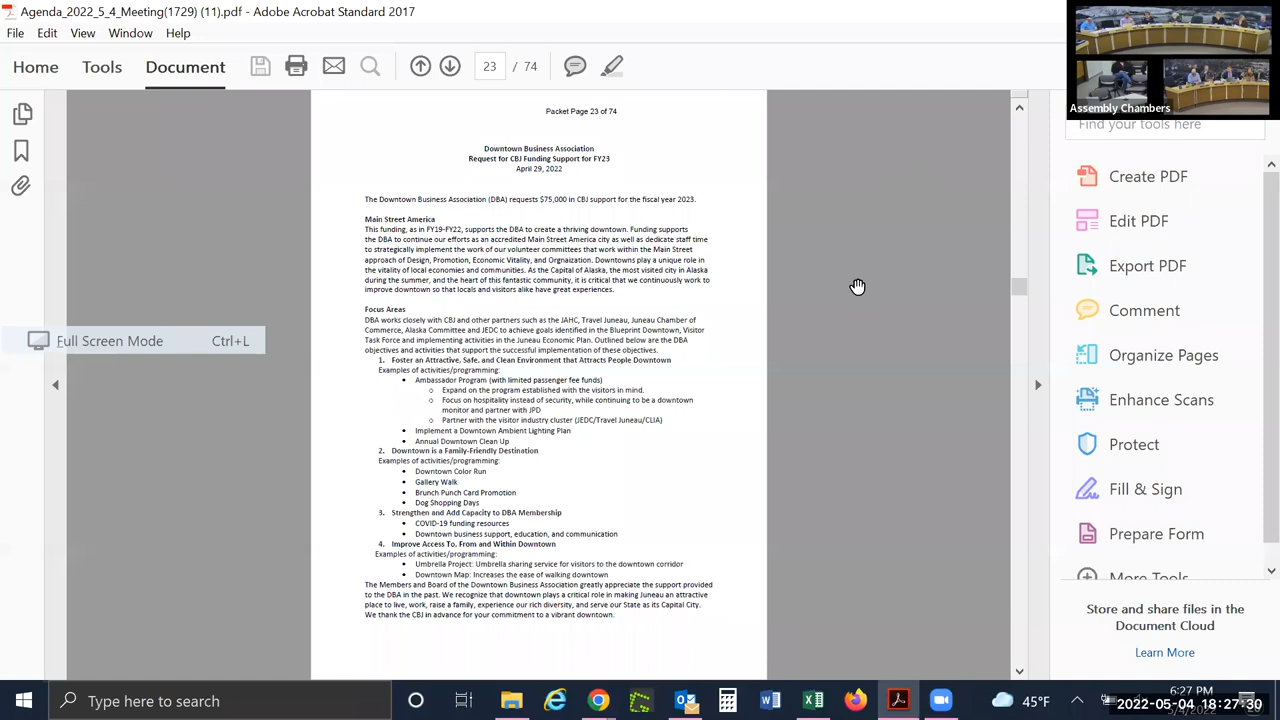 Agenda_2022_5_4_Meeting(1729) (11).pdf - Adobe Acrobat Standard 2017
File Edit View Window Help
Home Tools Document 23 / 74
Assembly Chambers
Find your tools here
Packet Page 23 of 74
Downtown Business Association
Request for CBJ Funding Support for FY23
April 29, 2022
The Downtown Business Association (DBA) requests $75,000 in CBJ support for the fiscal year 2023.
Main Street America
This funding, as in FY19-FY22, supports the DBA to create a thriving downtown. Funding supports
the DBA to continue our efforts as an accredited Main Street America city as well as dedicate staff time
to strategically implement the work of our volunteer committees that work within the Main Street
approach of Design, Promotion, Economic Vitality, and Orgnaization. Downtowns play a unique role in
the vitality of local economies and communities. As the Capital of Alaska, the most visited city in Alaska
during the summer, and the heart of this fantastic community, it is critical that we continuously work to
improve downtown so that locals and visitors alike have great experiences.
Focus Areas
DBA works closely with CBJ and other partners such as the JAHC, Travel Juneau, Juneau Chamber of
Commerce, Alaska Committee and JEDC to achieve goals identified in the Blueprint Downtown, Visitor
Task Force and implementing activities in the Juneau Economic Plan. Outlined below are the DBA
objectives and activities that support the successful implementation of these objectives.
1. Foster an Attractive, Safe, and Clean Environment that Attracts People Downtown
Examples of activities/programming:
• Ambassador Program (with limited passenger fee funds)
o Expand on the program established with the visitors in mind.
o Focus on hospitality instead of security, while continuing to be a downtown
monitor and partner with JPD
o Partner with the visitor industry cluster (JEDC/Travel Juneau/CLIA)
• Implement a Downtown Ambient Lighting Plan
• Annual Downtown Clean Up
2. Downtown is a Family-Friendly Destination
Examples of activities/programming:
• Downtown Color Run
• Gallery Walk
• Brunch Punch Card Promotion
• Dog Shopping Days
3. Strengthen and Add Capacity to DBA Membership
• COVID-19 funding resources
• Downtown business support, education, and communication
4. Improve Access To, From and Within Downtown
Examples of activities/programming:
• Umbrella Project: Umbrella sharing service for visitors to the downtown corridor
• Downtown Map: Increases the ease of walking downtown
The Members and Board of the Downtown Business Association greatly appreciate the support provided
to the DBA in the past. We recognize that downtown plays a critical role in making Juneau an attractive
place to live, work, raise a family, experience our rich diversity, and serve our State as its Capital City.
We thank the CBJ in advance for your commitment to a vibrant downtown.
Full Screen Mode Ctrl+L
Create PDF
Edit PDF
Export PDF
Comment
Organize Pages
Enhance Scans
Protect
Fill & Sign
Prepare Form
More Tools
Store and share files in the
Document Cloud
Learn More
Type here to search
45°F
6:27 PM
2022-05-04 18:27:30